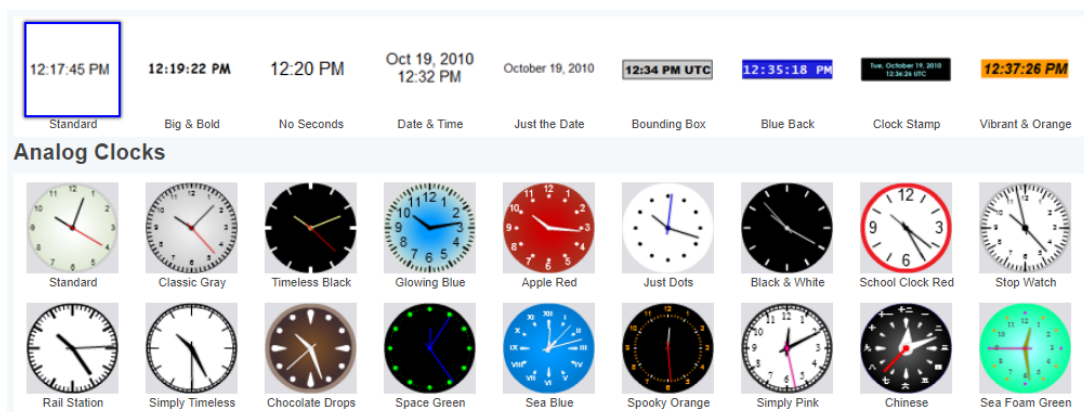 12:17:45 PM
12:19:22 PM
12:20 PM
Oct 19, 2010
12:32 PM
October 19, 2010
12:34 PM UTC
12:35:18 PM
Tue, October 19, 2010
12:36:26 UTC
12:37:26 PM
Standard
Big & Bold
No Seconds
Date & Time
Just the Date
Bounding Box
Blue Back
Clock Stamp
Vibrant & Orange
Analog Clocks
Standard
Classic Gray
Timeless Black
Glowing Blue
Apple Red
Just Dots
Black & White
School Clock Red
Stop Watch
Rail Station
Simply Timeless
Chocolate Drops
Space Green
Sea Blue
Spooky Orange
Simply Pink
Chinese
Sea Foam Green